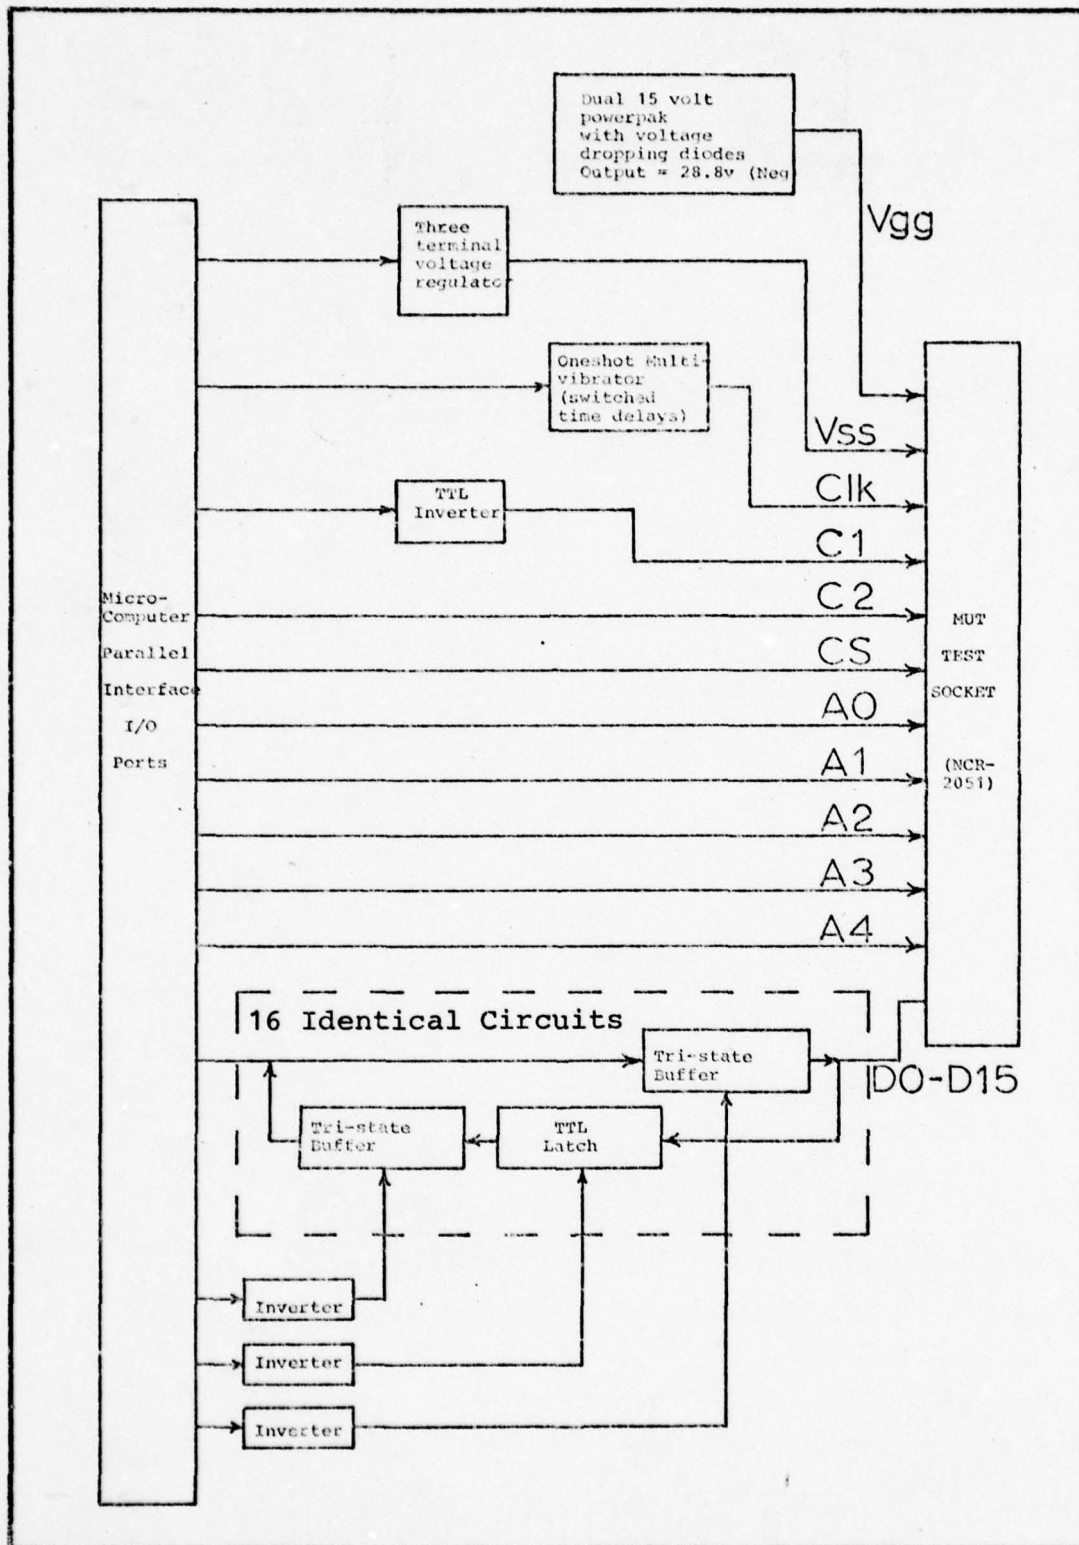 Dual 15 volt
powerpak
with voltage
dropping diodes
Output = 28.8v (Neg
Vgg
Three
terminal
voltage
regulator
Oneshot Multi-
vibrator
(switched
time delays)
Vss
Clk
TTL
Inverter
C1
C2
CS
A0
A1
A2
A3
A4
Micro-
Computer
Parallel
Interface
I/O
Ports
MUT
TEST
SOCKET
(NCR-
2051)
16 Identical Circuits
Tri-state
Buffer
D0-D15
Tri-state
Buffer
TTL
Latch
Inverter
Inverter
Inverter